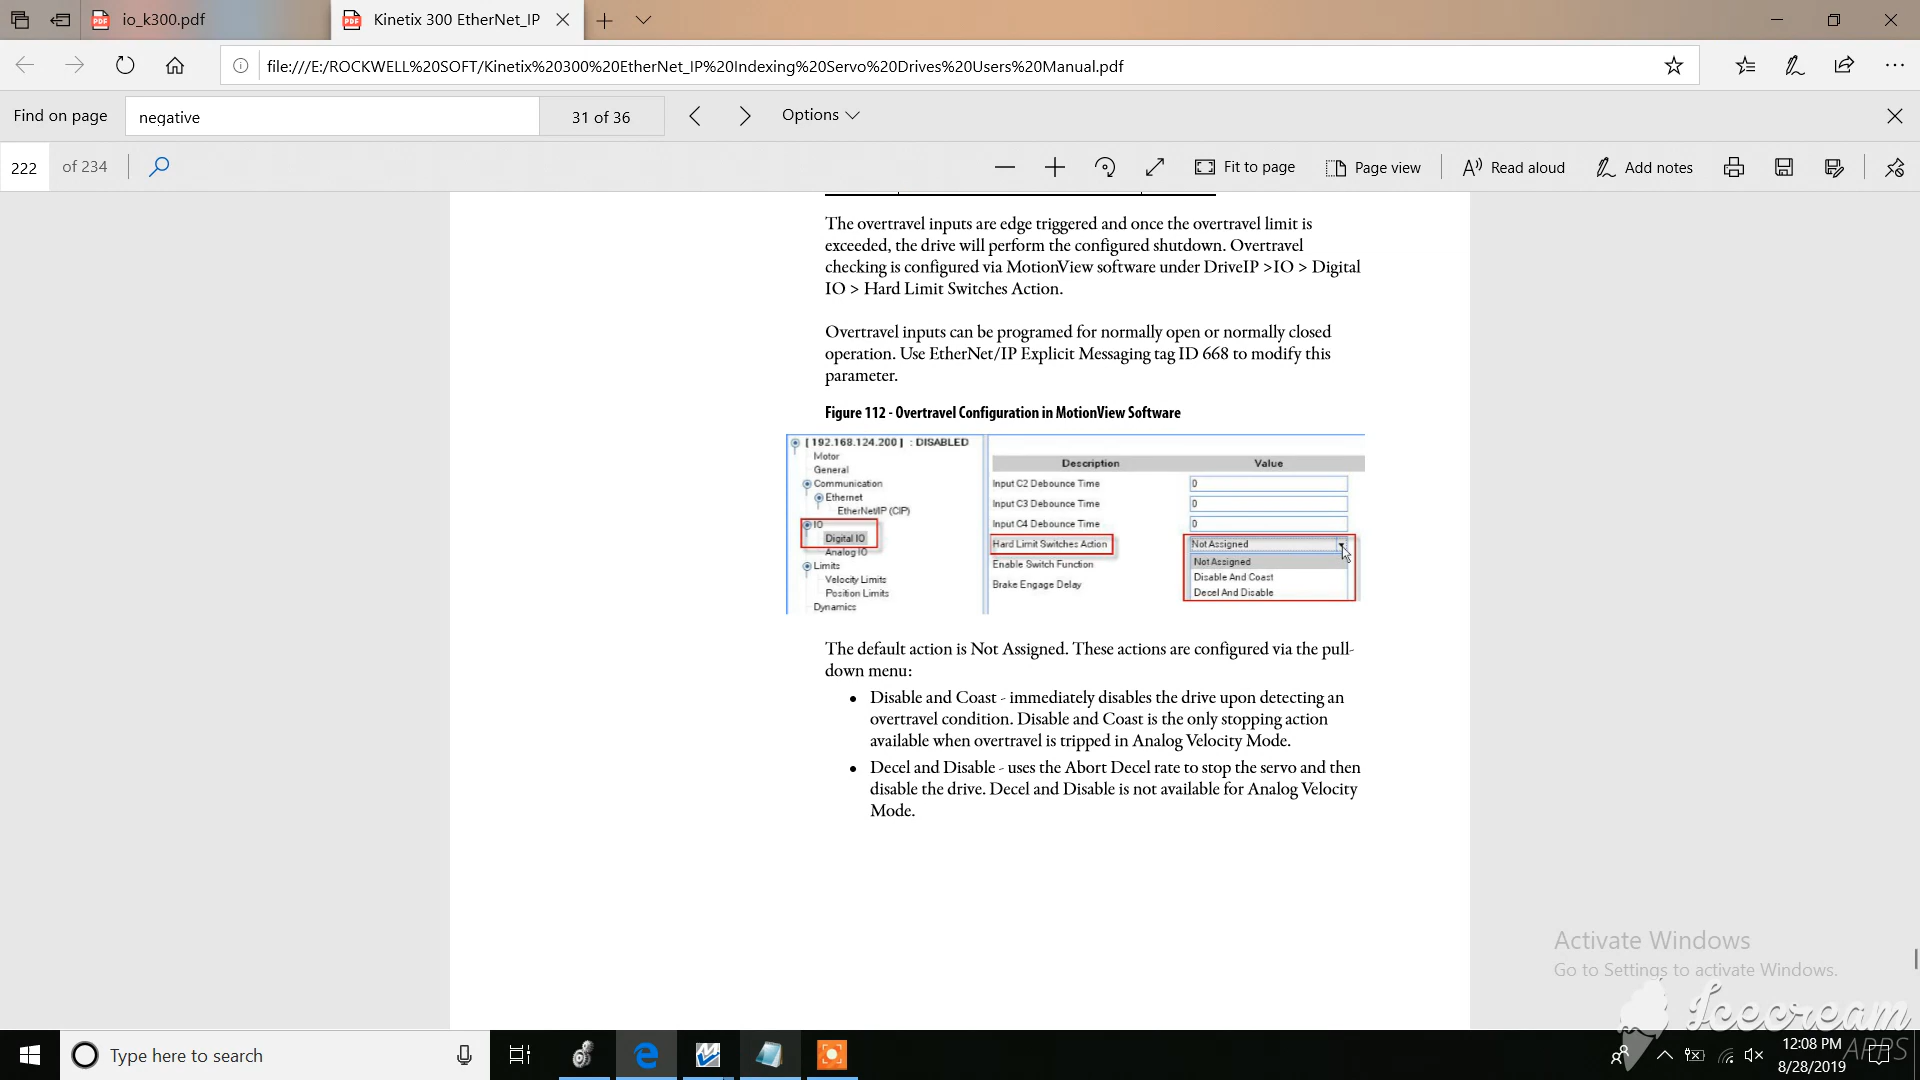 io_k300.pdf
Kinetix 300 EtherNet_IP
file:///E:/ROCKWELL%20SOFT/Kinetix%20300%20EtherNet_IP%20Indexing%20Servo%20Drives%20Users%20Manual.pdf
Find on page
negative
31 of 36
Options
222
of 234
Fit to page
Page view
Read aloud
Add notes
The overtravel inputs are edge triggered and once the overtravel limit is
exceeded, the drive will perform the configured shutdown. Overtravel
checking is configured via MotionView software under DriveIP >IO > Digital
IO > Hard Limit Switches Action.
Overtravel inputs can be programed for normally open or normally closed
operation. Use EtherNet/IP Explicit Messaging tag ID 668 to modify this
parameter.
Figure 112 - Overtravel Configuration in MotionView Software
[ 192.168.124.200 ] : DISABLED
Motor
General
Communication
Ethernet
EtherNet/IP (CIP)
IO
Digital IO
Analog IO
Limits
Velocity Limits
Position Limits
Dynamics
Description
Value
Input C2 Debounce Time
0
Input C3 Debounce Time
0
Input C4 Debounce Time
0
Hard Limit Switches Action
Not Assigned
Not Assigned
Enable Switch Function
Disable And Coast
Brake Engage Delay
Decel And Disable
The default action is Not Assigned. These actions are configured via the pull-
down menu:
• Disable and Coast - immediately disables the drive upon detecting an
overtravel condition. Disable and Coast is the only stopping action
available when overtravel is tripped in Analog Velocity Mode.
• Decel and Disable - uses the Abort Decel rate to stop the servo and then
disable the drive. Decel and Disable is not available for Analog Velocity
Mode.
Activate Windows
Go to Settings to activate Windows.
Icecream
APPS
Type here to search
12:08 PM
8/28/2019